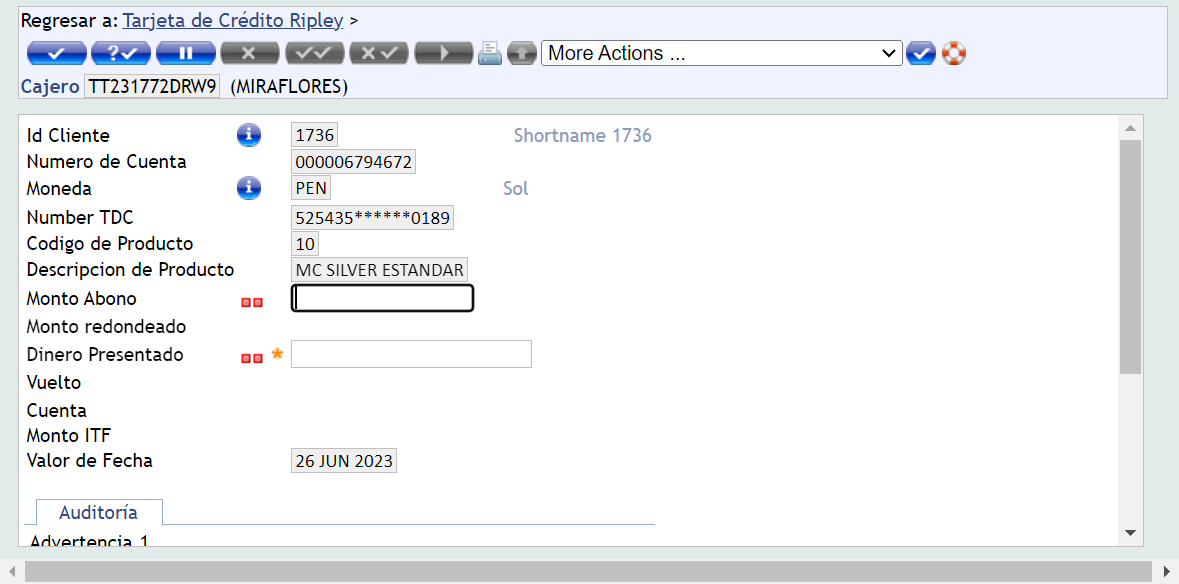 Regresar a: Tarjeta de Crédito Ripley >
More Actions ...
Cajero TT231772DRW9 (MIRAFLORES)
Id Cliente 1736 Shortname 1736
Numero de Cuenta 000006794672
Moneda PEN Sol
Number TDC 525435******0189
Codigo de Producto 10
Descripcion de Producto MC SILVER ESTANDAR
Monto Abono
Monto redondeado
Dinero Presentado *
Vuelto
Cuenta
Monto ITF
Valor de Fecha 26 JUN 2023
Auditoría
Advertencia 1